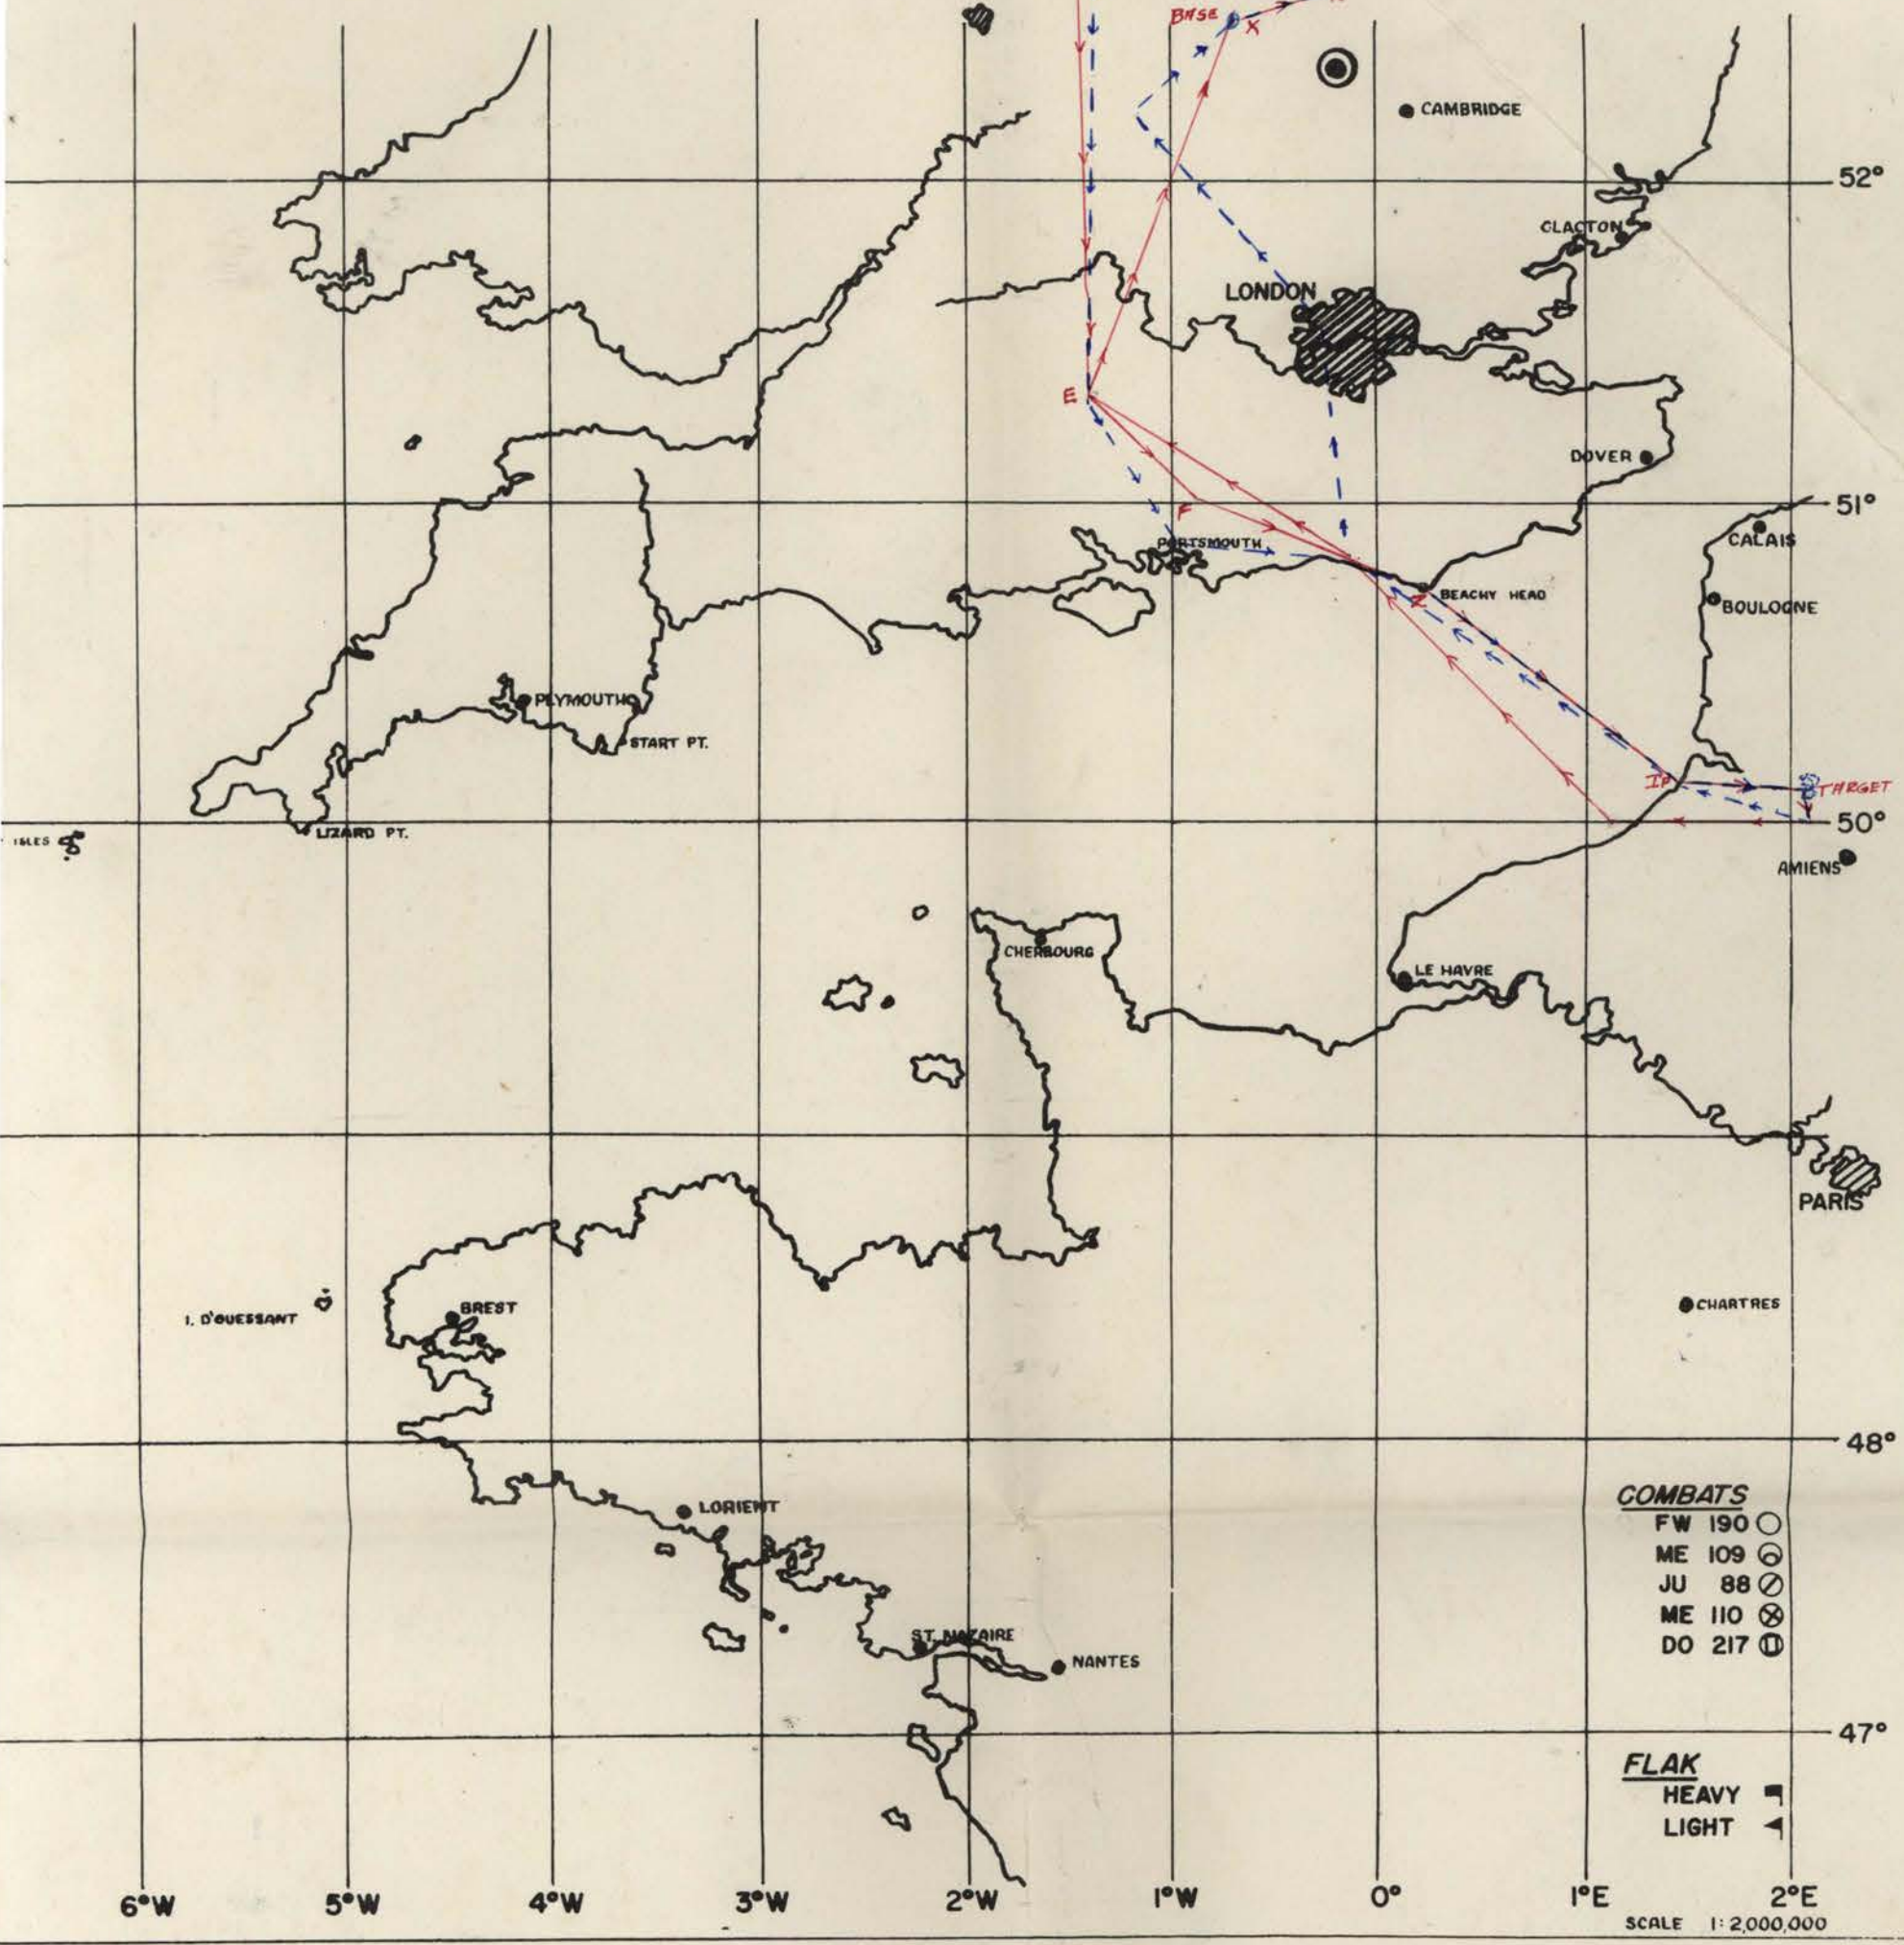 BASE
X
CAMBRIDGE
52°
CLACTON
LONDON
E
DOVER
51°
F
CALAIS
PORTSMOUTH
Z
BEACHY HEAD
BOULOGNE
PLYMOUTH
START PT.
IP
TARGET
LIZARD PT.
50°
ISLES
AMIENS
CHERBOURG
LE HAVRE
PARIS
I. D'OUESSANT
BREST
CHARTRES
48°
LORIENT
COMBATS
FW 190
ME 109
JU 88
ME 110
DO 217
ST. NAZAIRE
NANTES
47°
FLAK
HEAVY
LIGHT
6°W 5°W 4°W 3°W 2°W 1°W 0° 1°E 2°E
SCALE 1:2,000,000